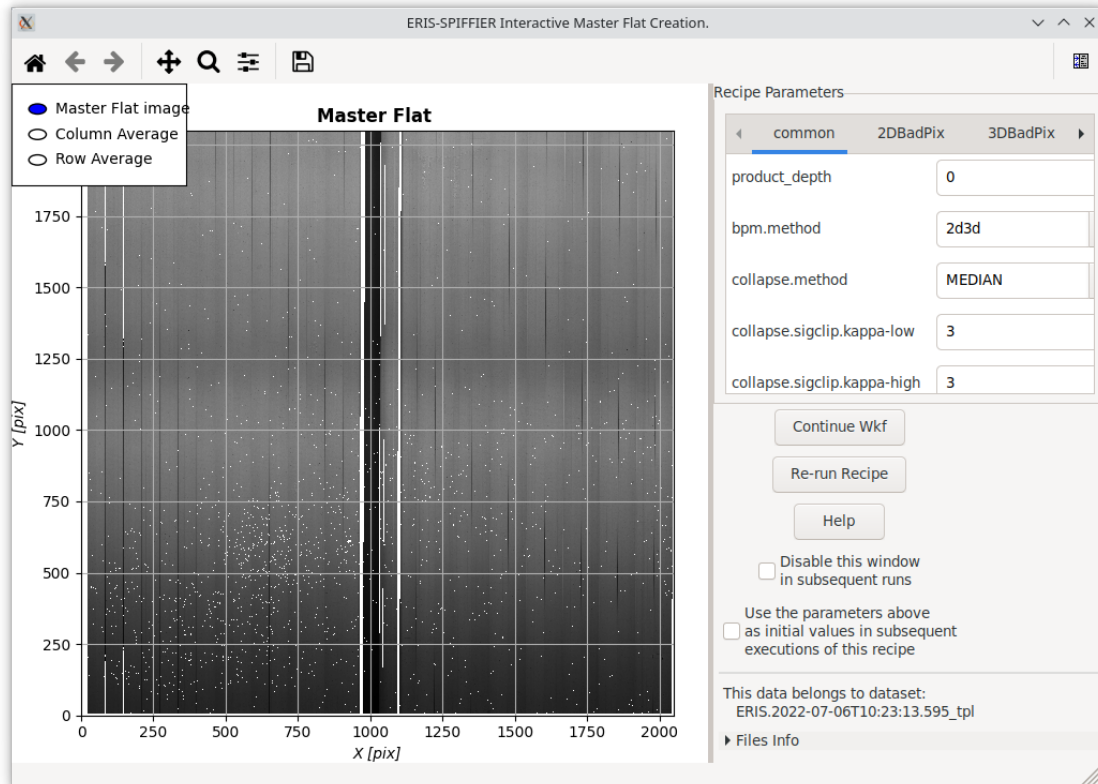 ERIS-SPIFFIER Interactive Master Flat Creation.
Master Flat image
Column Average
Row Average
Master Flat
1750
1500
1250
1000
750
500
250
0
Y [pix]
0 250 500 750 1000 1250 1500 1750 2000
X [pix]
Recipe Parameters
common 2DBadPix 3DBadPix
product_depth 0
bpm.method 2d3d
collapse.method MEDIAN
collapse.sigclip.kappa-low 3
collapse.sigclip.kappa-high 3
Continue Wkf
Re-run Recipe
Help
Disable this window
in subsequent runs
Use the parameters above
as initial values in subsequent
executions of this recipe
This data belongs to dataset:
ERIS.2022-07-06T10:23:13.595_tpl
Files Info